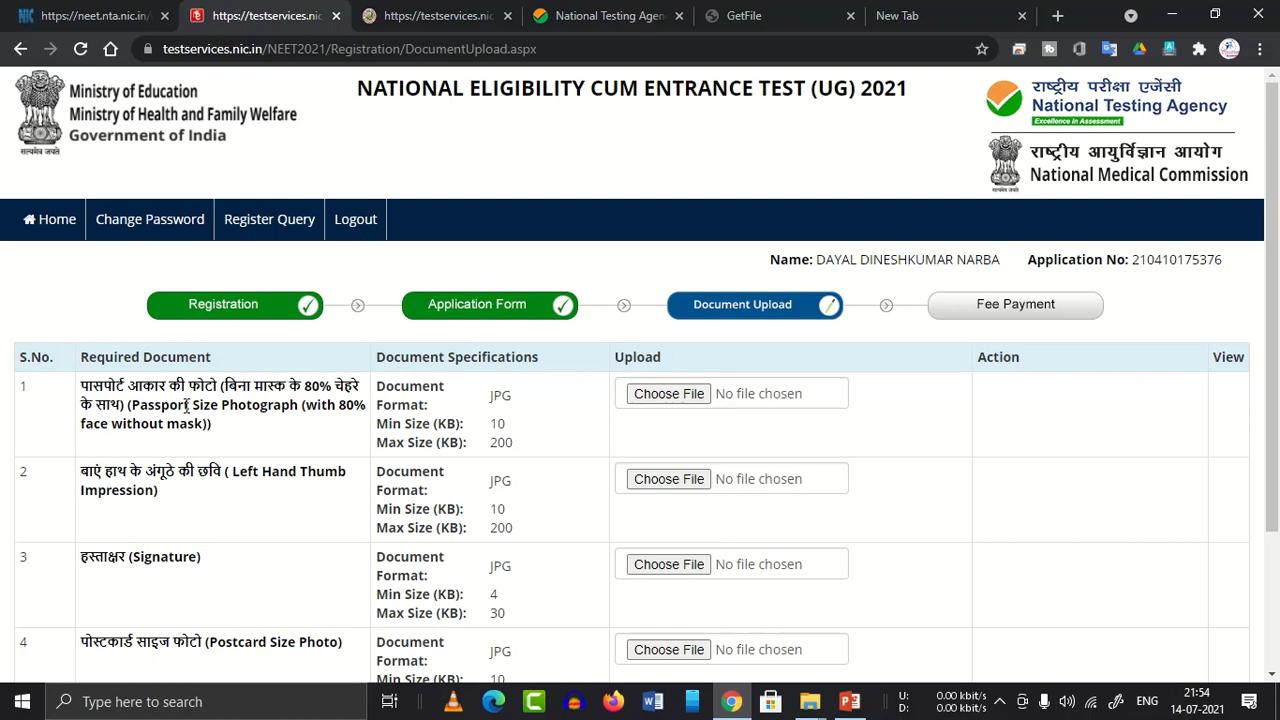 https://neet.nta.nic.in/
https://testservices.nic.in/
https://testservices.nic
National Testing Agen
GetFile
New Tab
testservices.nic.in/NEET2021/Registration/DocumentUpload.aspx
Ministry of Education
Ministry of Health and Family Welfare
Government of India
सत्यमेव जयते
NATIONAL ELIGIBILITY CUM ENTRANCE TEST (UG) 2021
राष्ट्रीय परीक्षा एजेंसी
National Testing Agency
Excellence in Assessment
राष्ट्रीय आयुर्विज्ञान आयोग
National Medical Commission
Home Change Password Register Query Logout
Name: DAYAL DINESHKUMAR NARBA Application No: 210410175376
Registration Application Form Document Upload Fee Payment
S.No. Required Document Document Specifications Upload Action View
1 पासपोर्ट आकार की फोटो (बिना मास्क के 80% चेहरे
के साथ) (Passport Size Photograph (with 80%
face without mask))
Document
Format: JPG
Min Size (KB): 10
Max Size (KB): 200
Choose File No file chosen
2 बाएं हाथ के अंगूठे की छवि ( Left Hand Thumb
Impression)
Document
Format: JPG
Min Size (KB): 10
Max Size (KB): 200
Choose File No file chosen
3 हस्ताक्षर (Signature)
Document
Format: JPG
Min Size (KB): 4
Max Size (KB): 30
Choose File No file chosen
4 पोस्टकार्ड साइज फोटो (Postcard Size Photo)
Document
Format: JPG
Min Size (KB): 10
Choose File No file chosen
Type here to search
U: 0.00 kbit/s
D: 0.00 kbit/s
ENG
21:54
14-07-2021